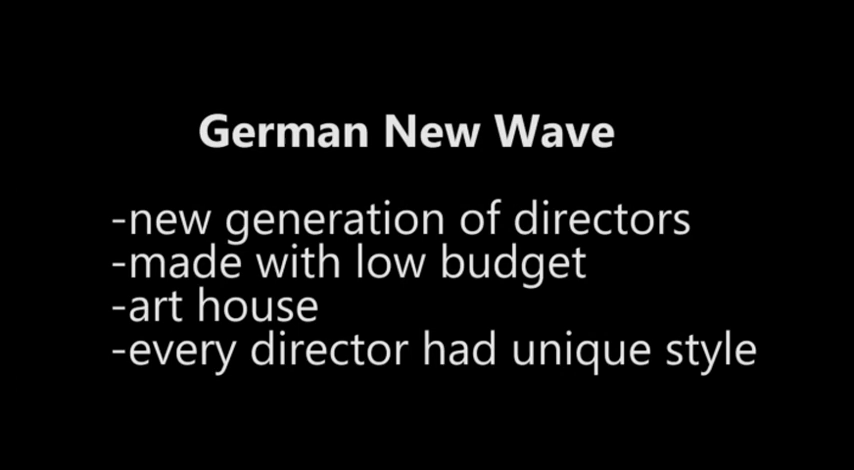 German New Wave
-new generation of directors
-made with low budget
-art house
-every director had unique style